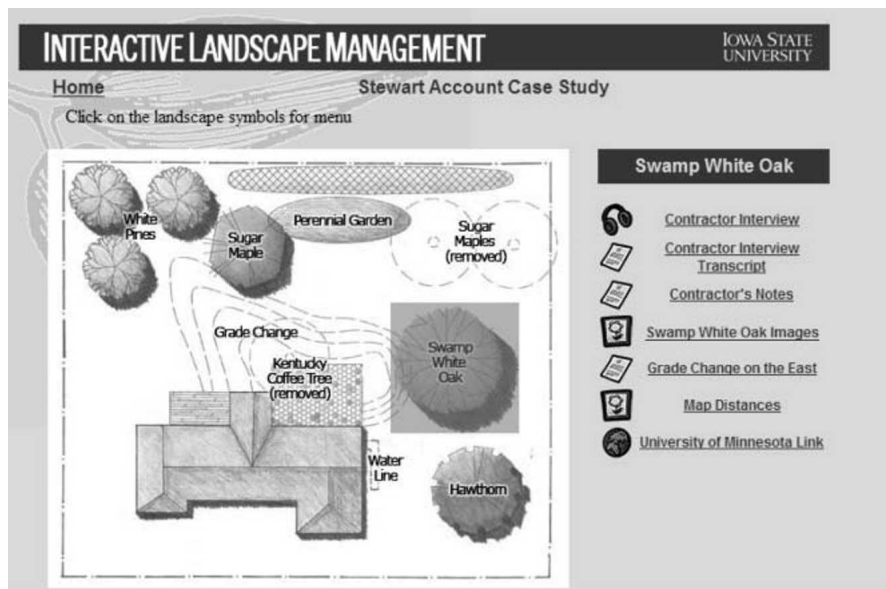 INTERACTIVE LANDSCAPE MANAGEMENT
IOWA STATE
UNIVERSITY
Home
Stewart Account Case Study
Click on the landscape symbols for menu
White
Pines
Sugar
Maple
Perennial Garden
Sugar
Maples
(removed)
Grade Change
Kentucky
Coffee Tree
(removed)
Swamp
White
Oak
Water
Line
Hawthorn
Swamp White Oak
Contractor Interview
Contractor Interview
Transcript
Contractor's Notes
Swamp White Oak Images
Grade Change on the East
Map Distances
University of Minnesota Link